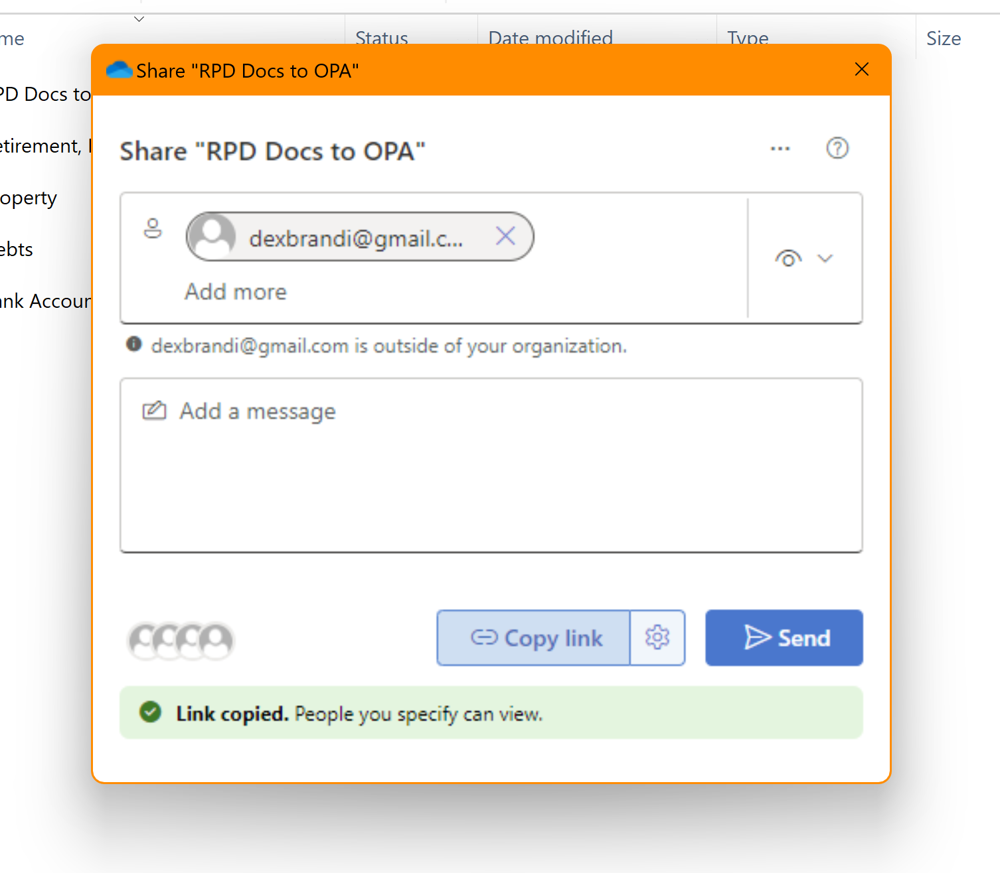 me
Status
Date modified
Type
Size
Share "RPD Docs to OPA"
PD Docs to
etirement,
operty
ebts
ank Accoun
Share "RPD Docs to OPA"
dexbrandi@gmail.c...
Add more
dexbrandi@gmail.com is outside of your organization.
Add a message
Copy link
Send
Link copied. People you specify can view.